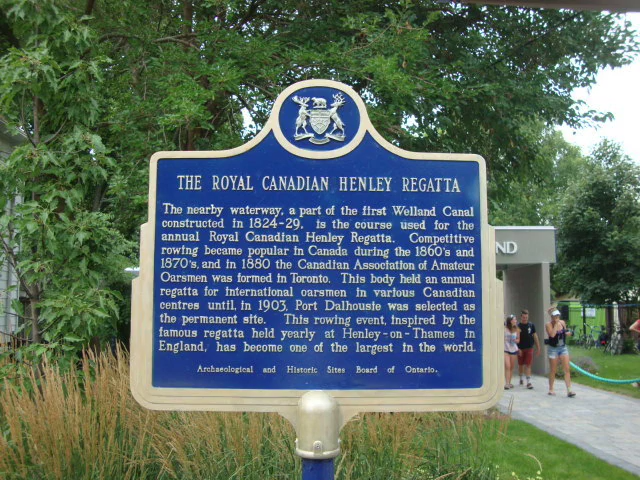 THE ROYAL CANADIAN HENLEY REGATTA
The nearby waterway, a part of the first Welland Canal
constructed in 1824-29, is the course used for the
annual Royal Canadian Henley Regatta. Competitive
rowing became popular in Canada during the 1860's and
1870's, and in 1880 the Canadian Association of Amateur
Oarsmen was formed in Toronto. This body held an annual
regatta for international oarsmen in various Canadian
centres until, in 1903, Port Dalhousie was selected as
the permanent site. This rowing event, inspired by the
famous regatta held yearly at Henley-on-Thames in
England, has become one of the largest in the world.
Archaeological and Historic Sites Board of Ontario.
ND